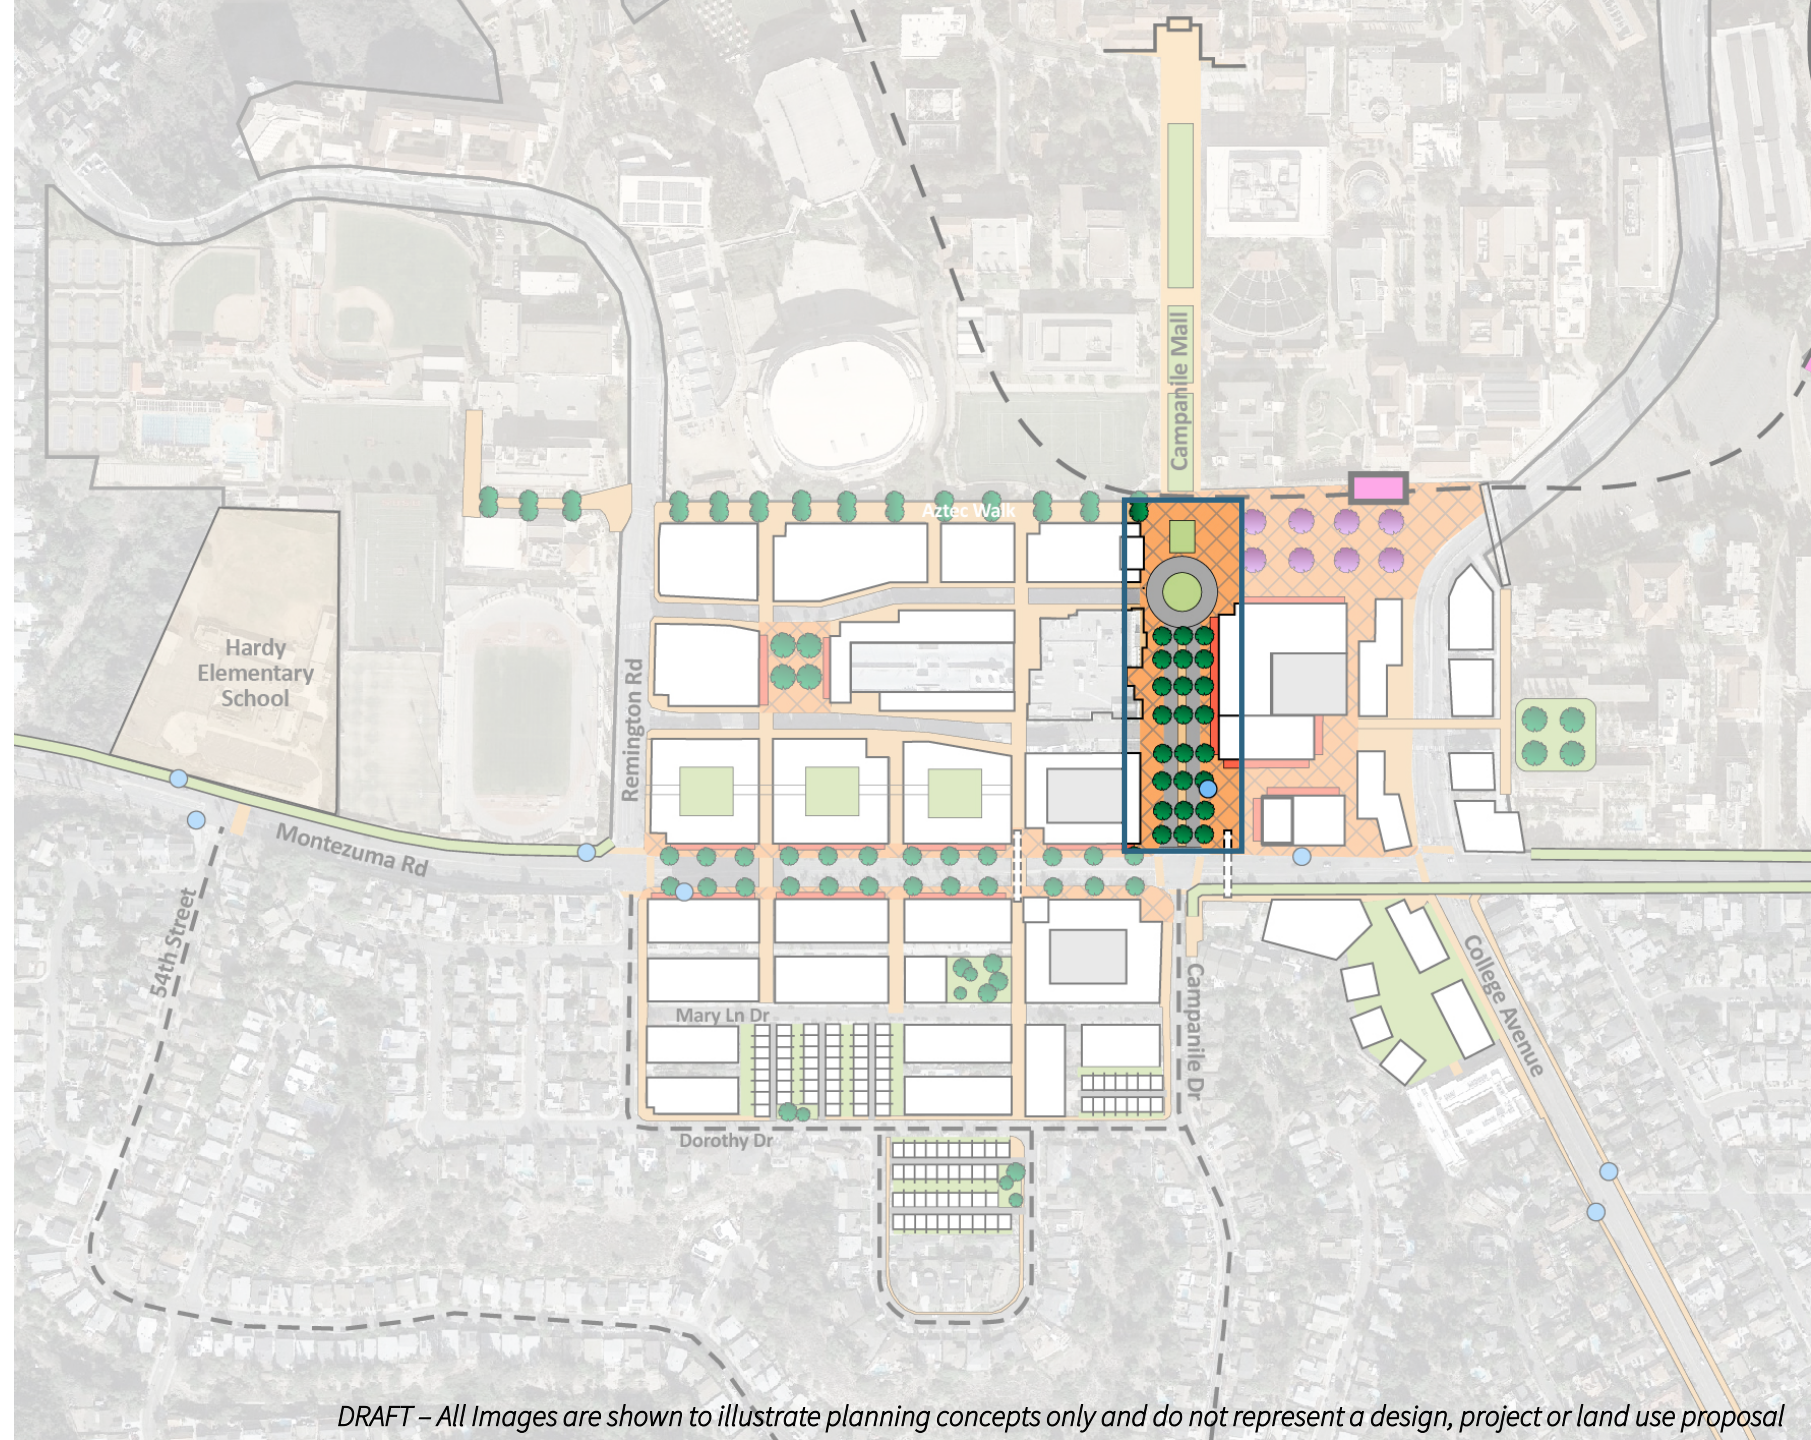 Campanile Mall
Aztec Walk
Hardy
Elementary
School
Remington Rd
Montezuma Rd
54th Street
Mary Ln Dr
Campanile Dr
College Avenue
Dorothy Dr
DRAFT – All Images are shown to illustrate planning concepts only and do not represent a design, project or land use proposal